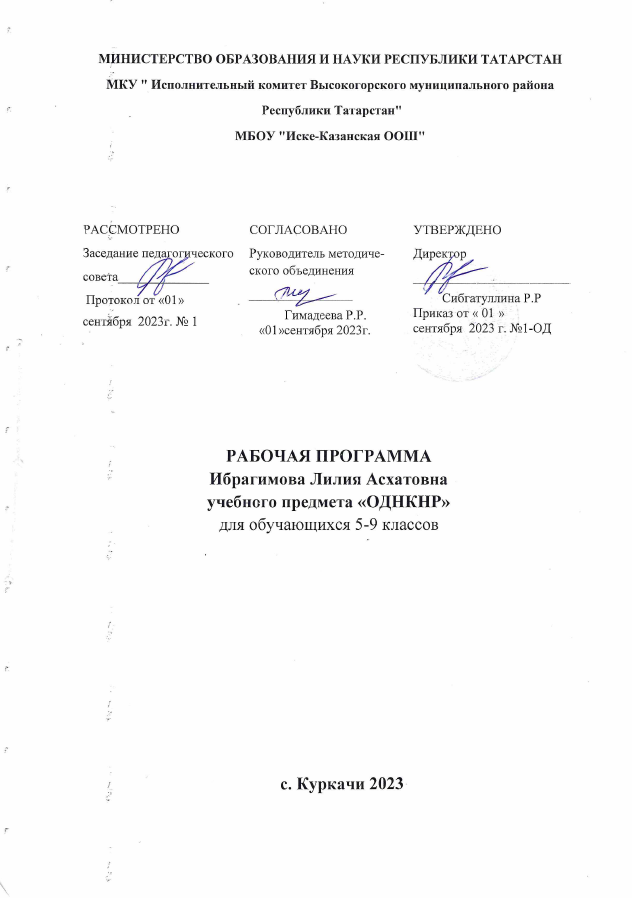 МИНИСТЕРСТВО ОБРАЗОВАНИЯ И НАУКИ РЕСПУБЛИКИ ТАТАРСТАН
МКУ " Исполнительный комитет Высокогорского муниципального района
Республики Татарстан"
МБОУ "Иске-Казанская ООШ"
РАССМОТРЕНО
Заседание педагогического
совета
Протокол от «01»
сентября 2023г. № 1
СОГЛАСОВАНО
Руководитель методиче-
ского объединения
Гимадеева Р.Р.
«01»сентября 2023г.
УТВЕРЖДЕНО
Директор
Сибгатуллина Р.Р
Приказ от « 01 »
сентября 2023 г. №1-ОД
РАБОЧАЯ ПРОГРАММА
Ибрагимова Лилия Асхатовна
учебного предмета «ОДНКНР»
для обучающихся 5-9 классов
с. Куркачи 2023